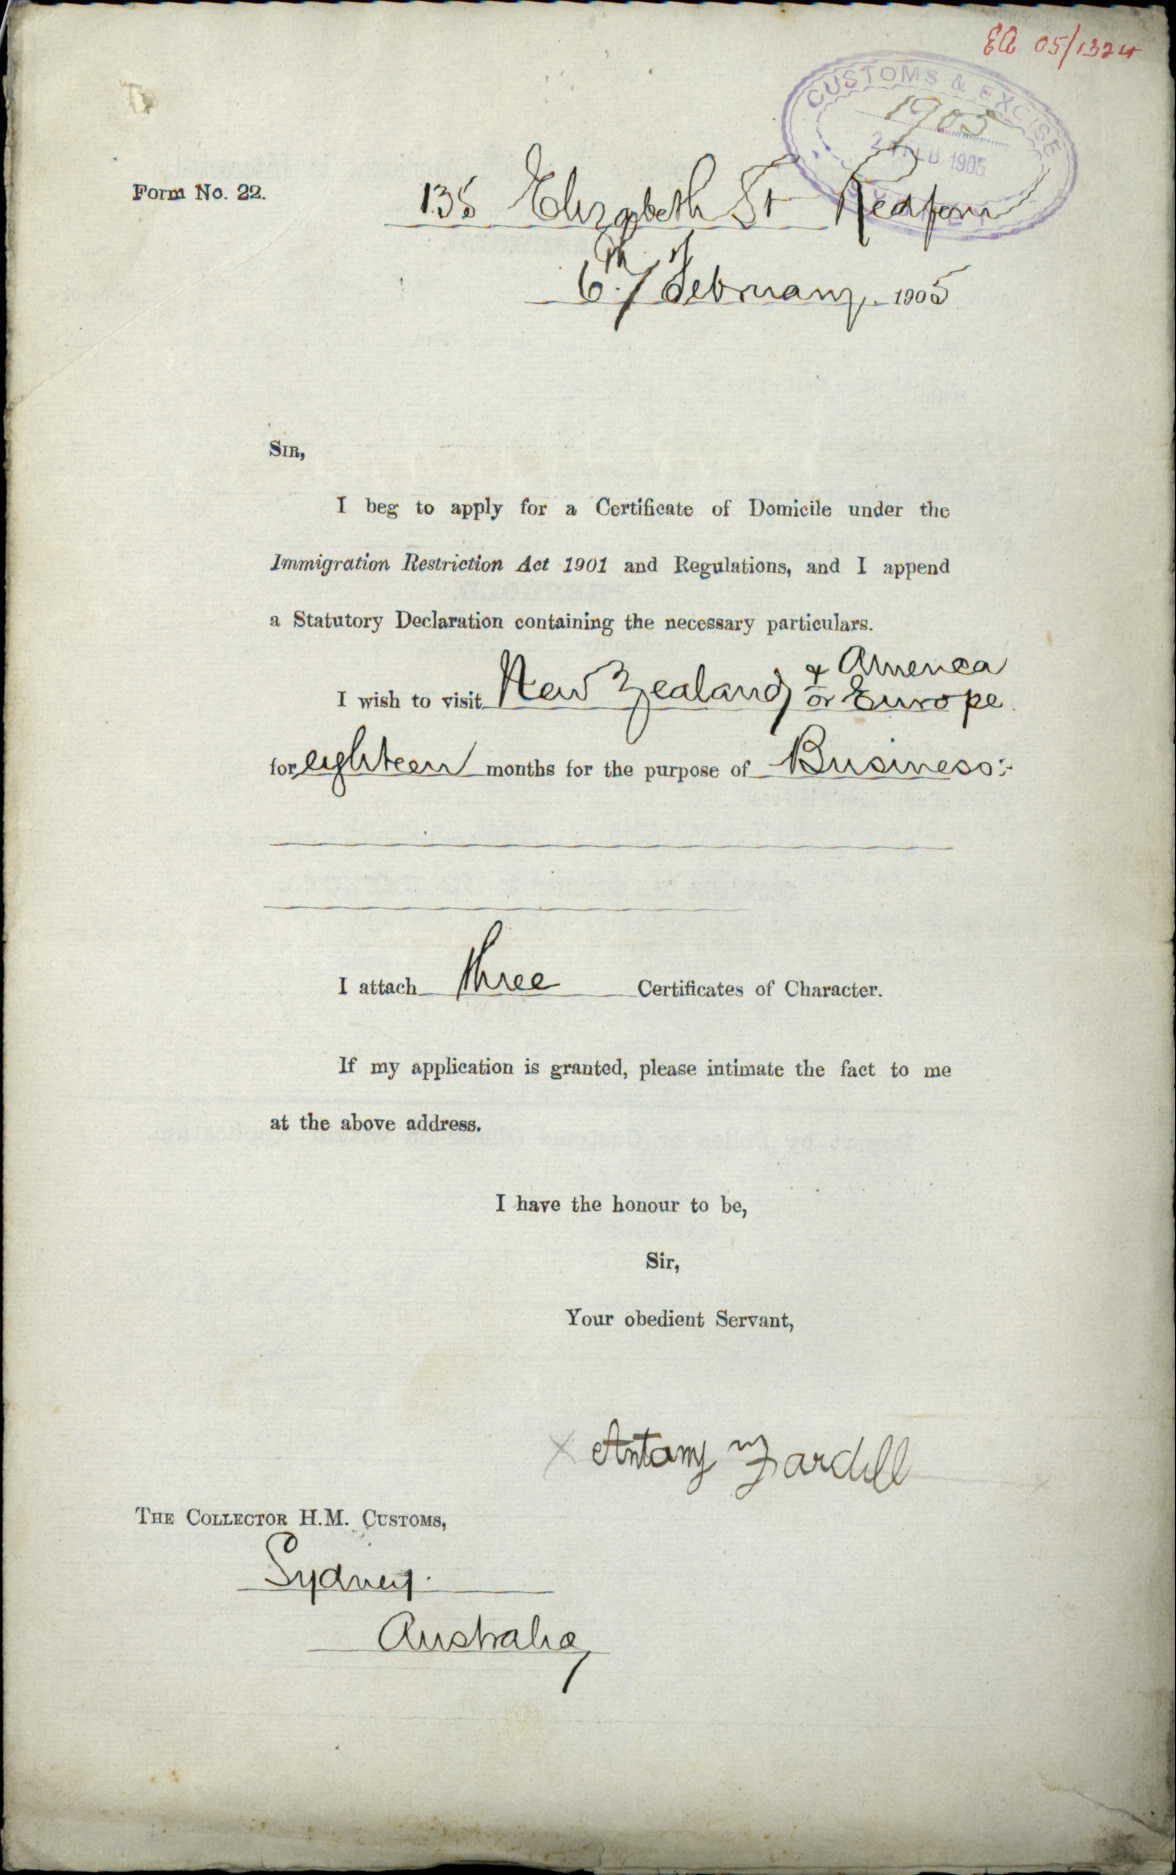 EA 05/1324
CUSTOMS & EXCISE
1905
FEB 1905
Form No. 22.
135 Elizabeth St Redfern
6th February 1905
SIR,
I beg to apply for a Certificate of Domicile under the
Immigration Restriction Act 1901 and Regulations, and I append
a Statutory Declaration containing the necessary particulars.
& America
I wish to visit New Zealand or Europe
for eighteen months for the purpose of Business:-
I attach three Certificates of Character.
If my application is granted, please intimate the fact to me
at the above address.
I have the honour to be,
Sir,
Your obedient Servant,
x Antony Zardell
THE COLLECTOR H.M. CUSTOMS,
Sydney.
Australia